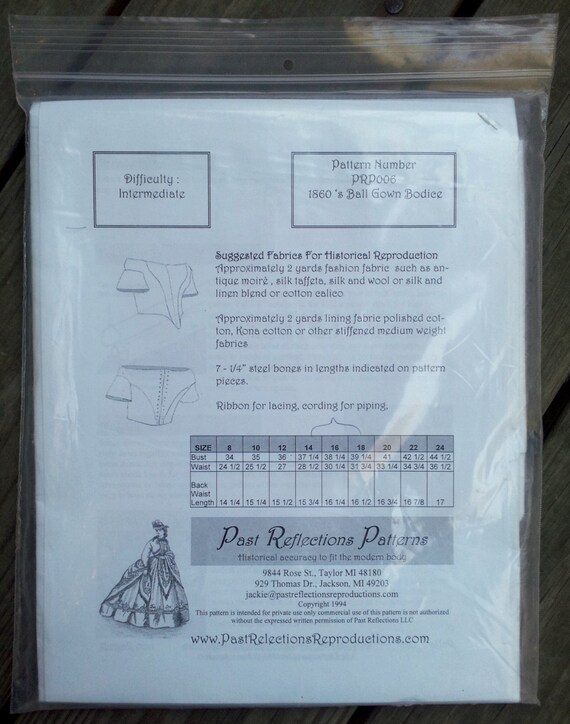 Difficulty :
Intermediate
Pattern Number
PRP006
1860 's Ball Gown Bodice
Suggested Fabrics For Historical Reproduction
Approximately 2 yards fashion fabric such as an-
tique moiré , silk taffeta, silk and wool or silk and
linen blend or cotton calico
Approximately 2 yards lining fabric polished cot-
ton, Kona cotton or other stiffened medium weight
fabrics
7 - 1/4" steel bones in lengths indicated on pattern
pieces.
Ribbon for lacing, cording for piping,
SIZE 8 10 12 14 16 18 20 22 24
Bust 34 35 36 37 1/4 38 1/4 39 1/4 41 42 1/2 44 1/2
Waist 24 1/2 25 1/2 27 28 1/2 30 1/4 31 3/4 33 1/4 34 3/4 36 1/2
Back
Waist
Length 14 1/4 15 1/4 15 1/2 15 3/4 16 1/4 16 1/2 16 3/4 16 7/8 17
Past Reflections Patterns
Historical accuracy to fit the modern body
9844 Rose St., Taylor MI 48180
929 Thomas Dr., Jackson, MI 49203
jackie@pastreflectionsreproductions.com
Copyright 1994
This pattern is intended for private use only commercial use of this pattern is not authorized
without the expressed written permission of Past Reflections LLC
www.PastRelectionsReproductions.com